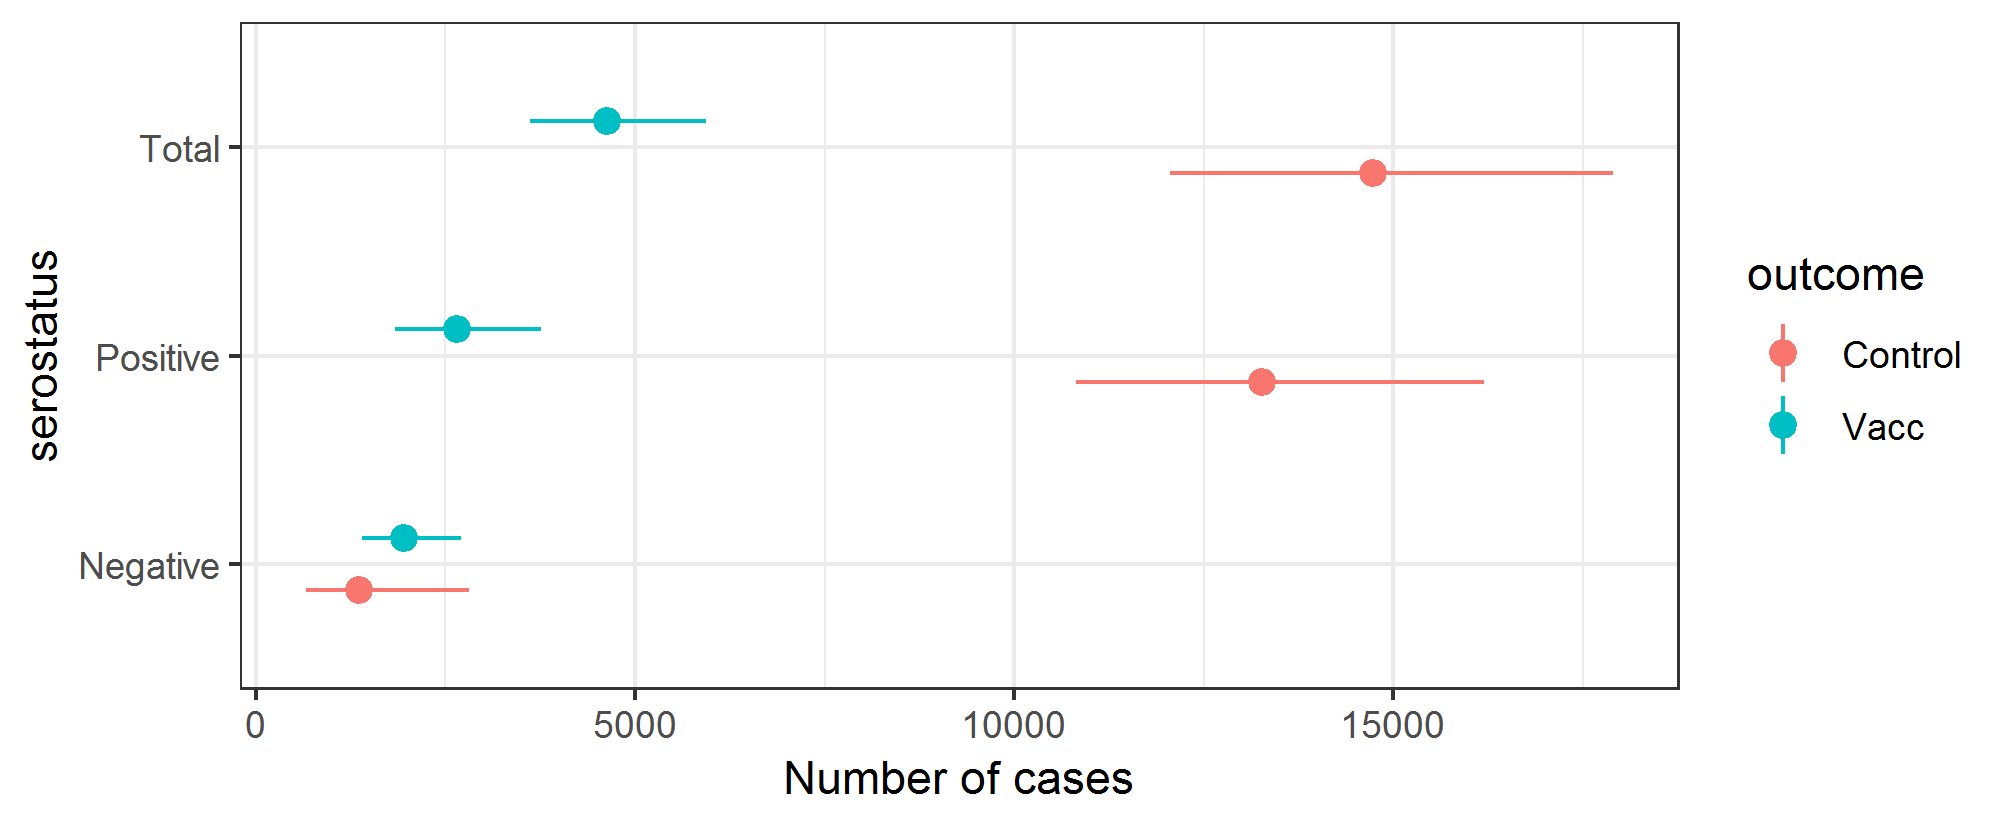 serostatus
Total
Positive
Negative
0
5000
10000
15000
Number of cases
outcome
Control
Vacc